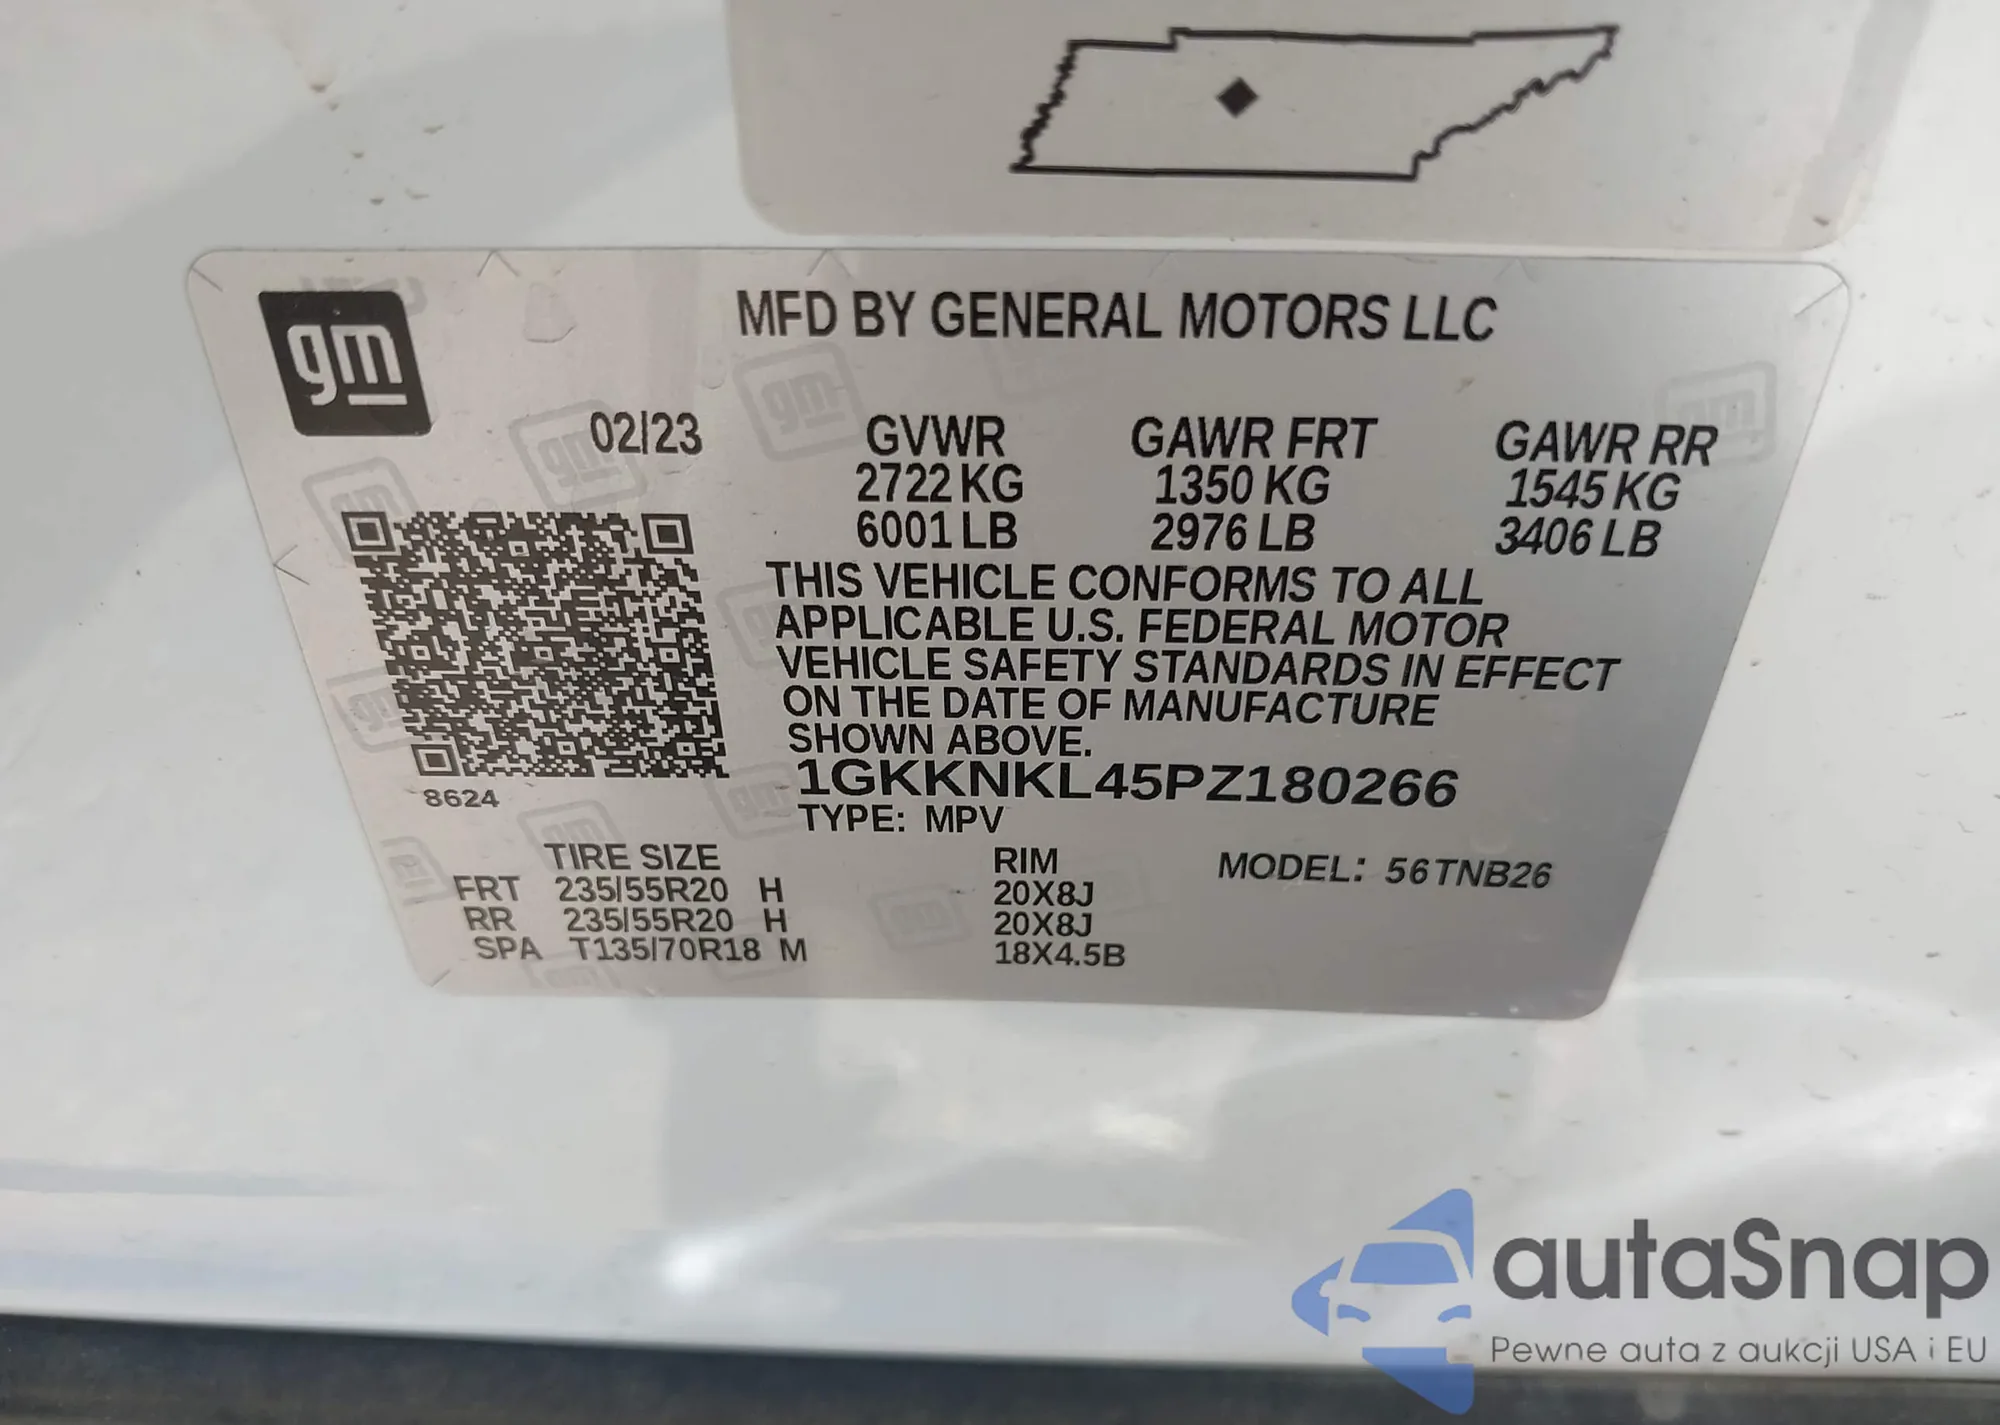 gm
MFD BY GENERAL MOTORS LLC
02/23 GVWR GAWR FRT GAWR RR
2722 KG 1350 KG 1545 KG
6001 LB 2976 LB 3406 LB
THIS VEHICLE CONFORMS TO ALL
APPLICABLE U.S. FEDERAL MOTOR
VEHICLE SAFETY STANDARDS IN EFFECT
ON THE DATE OF MANUFACTURE
SHOWN ABOVE.
1GKKNKL45PZ180266
8624
TYPE: MPV
TIRE SIZE RIM MODEL: 56TNB26
FRT 235/55R20 H 20X8J
RR 235/55R20 H 20X8J
SPA T135/70R18 M 18X4.5B
autaSnap
Pewne auta z aukcji USA i EU